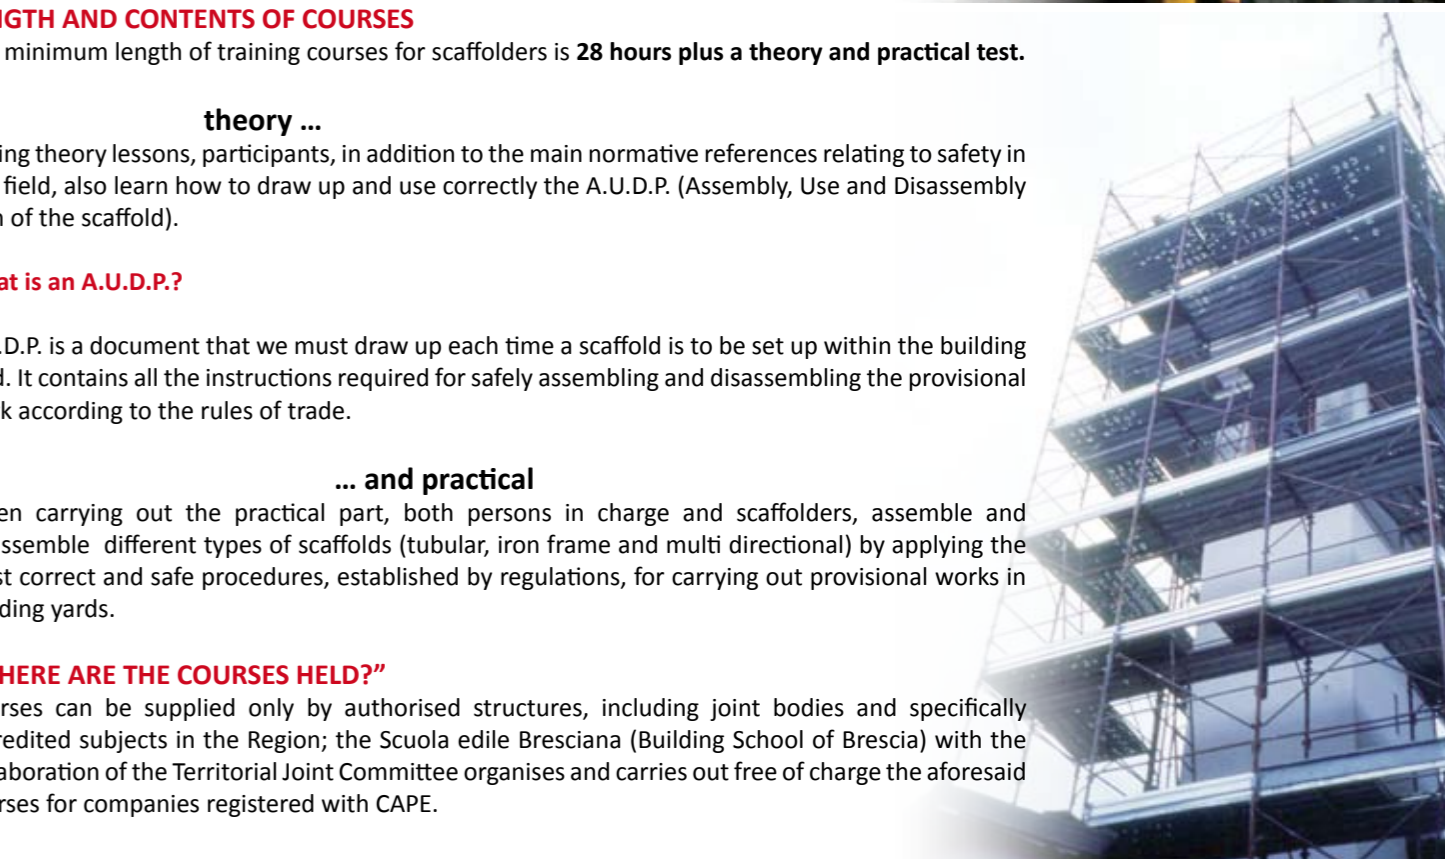 NGTH AND CONTENTS OF COURSES
minimum length of training courses for scaffolders is 28 hours plus a theory and practical test.
theory ...
ing theory lessons, participants, in addition to the main normative references relating to safety in
field, also learn how to draw up and use correctly the A.U.D.P. (Assembly, Use and Disassembly
n of the scaffold).
at is an A.U.D.P.?
.D.P. is a document that we must draw up each time a scaffold is to be set up within the building
d. It contains all the instructions required for safely assembling and disassembling the provisional
k according to the rules of trade.
... and practical
en carrying out the practical part, both persons in charge and scaffolders, assemble and
assemble different types of scaffolds (tubular, iron frame and multi directional) by applying the
st correct and safe procedures, established by regulations, for carrying out provisional works in
ding yards.
HERE ARE THE COURSES HELD?”
rses can be supplied only by authorised structures, including joint bodies and specifically
redited subjects in the Region; the Scuola edile Bresciana (Building School of Brescia) with the
aboration of the Territorial Joint Committee organises and carries out free of charge the aforesaid
rses for companies registered with CAPE.